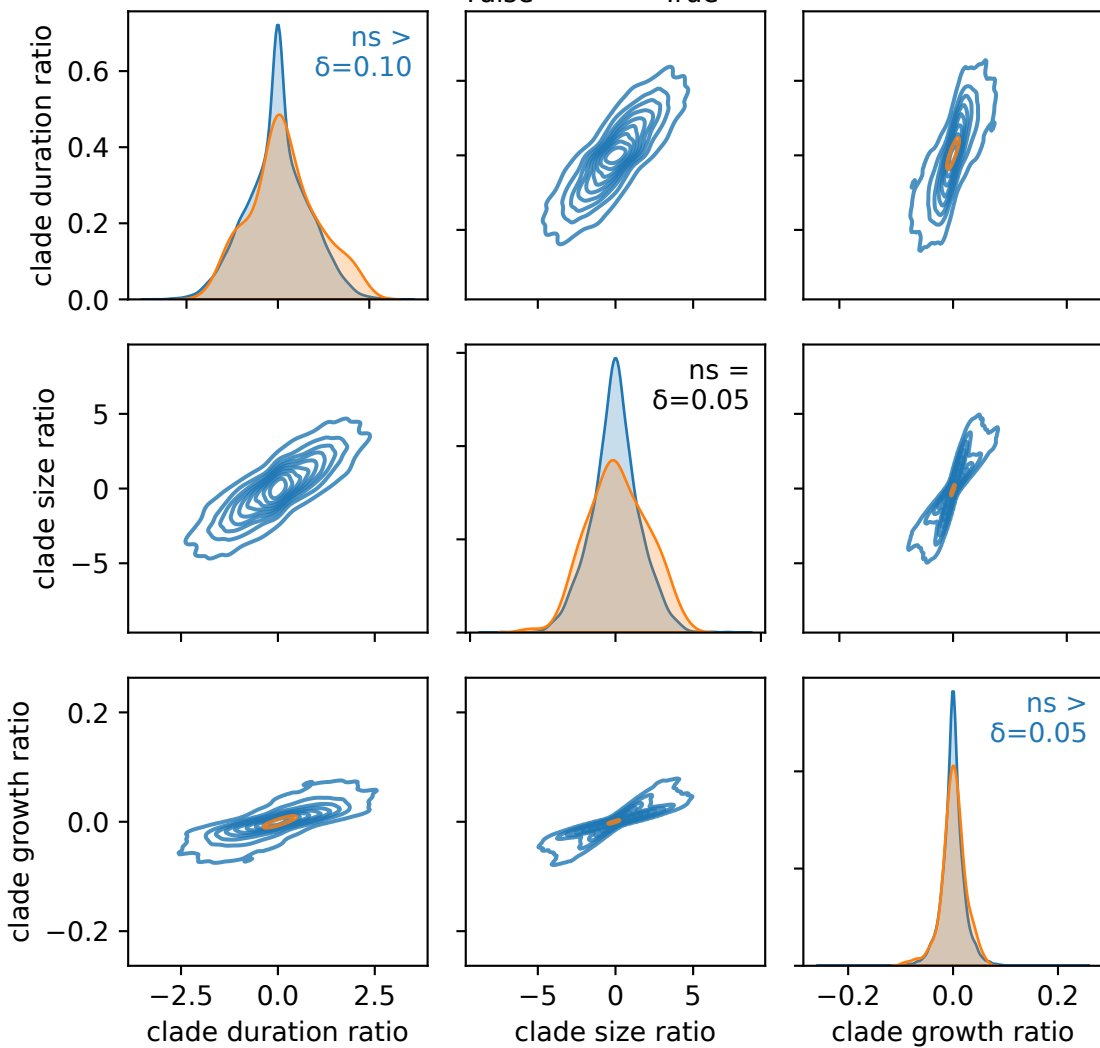 clade duration ratio
0.6
0.4
0.2
0.0
ns >
δ=0.10
clade size ratio
5
0
−5
ns =
δ=0.05
clade growth ratio
0.2
0.0
−0.2
ns >
δ=0.05
−2.5 0.0 2.5
−5 0 5
−0.2 0.0 0.2
clade duration ratio
clade size ratio
clade growth ratio